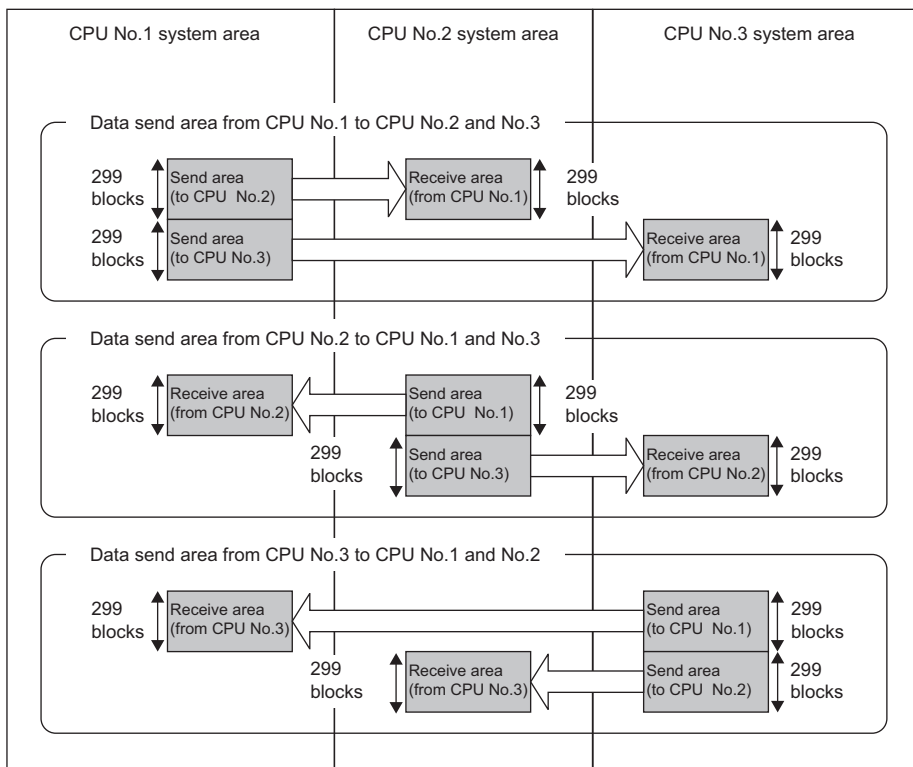 CPU No.1 system area
CPU No.2 system area
CPU No.3 system area
Data send area from CPU No.1 to CPU No.2 and No.3
299
blocks
Send area
(to CPU No.2)
Receive area
(from CPU No.1)
299
blocks
299
blocks
Send area
(to CPU No.3)
Receive area
(from CPU No.1)
299
blocks
Data send area from CPU No.2 to CPU No.1 and No.3
299
blocks
Receive area
(from CPU No.2)
Send area
(to CPU No.1)
299
blocks
299
blocks
Send area
(to CPU No.3)
Receive area
(from CPU No.2)
299
blocks
Data send area from CPU No.3 to CPU No.1 and No.2
299
blocks
Receive area
(from CPU No.3)
Send area
(to CPU No.1)
299
blocks
299
blocks
Receive area
(from CPU No.3)
Send area
(to CPU No.2)
299
blocks